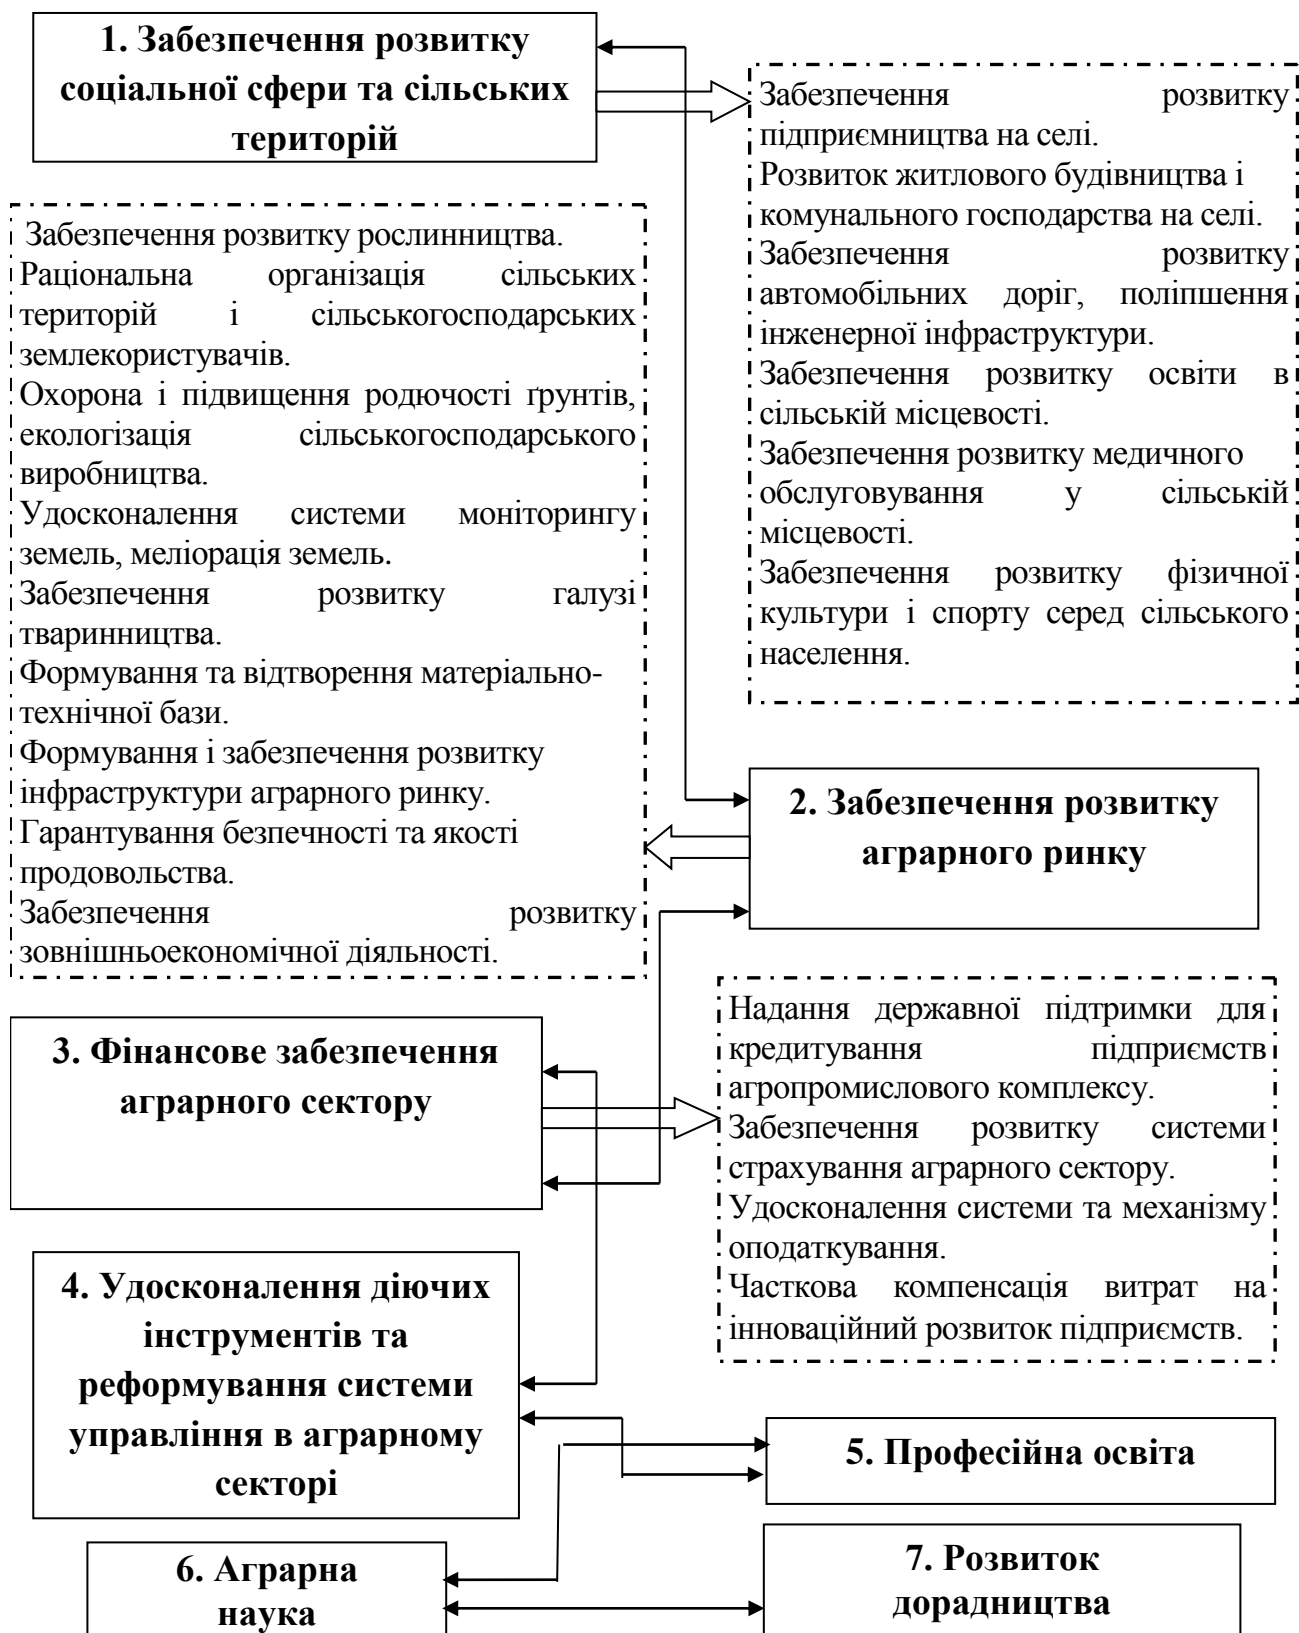 1. Забезпечення розвитку
соціальної сфери та сільських
територій
Забезпечення розвитку
підприємництва на селі.
Розвиток житлового будівництва і
комунального господарства на селі.
Забезпечення розвитку
автомобільних доріг, поліпшення
інженерної інфраструктури.
Забезпечення розвитку освіти в
сільській місцевості.
Забезпечення розвитку медичного
обслуговування у сільській
місцевості.
Забезпечення розвитку фізичної
культури і спорту серед сільського
населення.
Забезпечення розвитку рослинництва.
Раціональна організація сільських
територій і сільськогосподарських
землекористувачів.
Охорона і підвищення родючості ґрунтів,
екологізація сільськогосподарського
виробництва.
Удосконалення системи моніторингу
земель, меліорація земель.
Забезпечення розвитку галузі
тваринництва.
Формування та відтворення матеріально-
технічної бази.
Формування і забезпечення розвитку
інфраструктури аграрного ринку.
Гарантування безпечності та якості
продовольства.
Забезпечення розвитку
зовнішньоекономічної діяльності.
2. Забезпечення розвитку
аграрного ринку
3. Фінансове забезпечення
аграрного сектору
Надання державної підтримки для
кредитування підприємств
агропромислового комплексу.
Забезпечення розвитку системи
страхування аграрного сектору.
Удосконалення системи та механізму
оподаткування.
Часткова компенсація витрат на
інноваційний розвиток підприємств.
4. Удосконалення діючих
інструментів та
реформування системи
управління в аграрному
секторі
5. Професійна освіта
6. Аграрна
наука
7. Розвиток
дорадництва